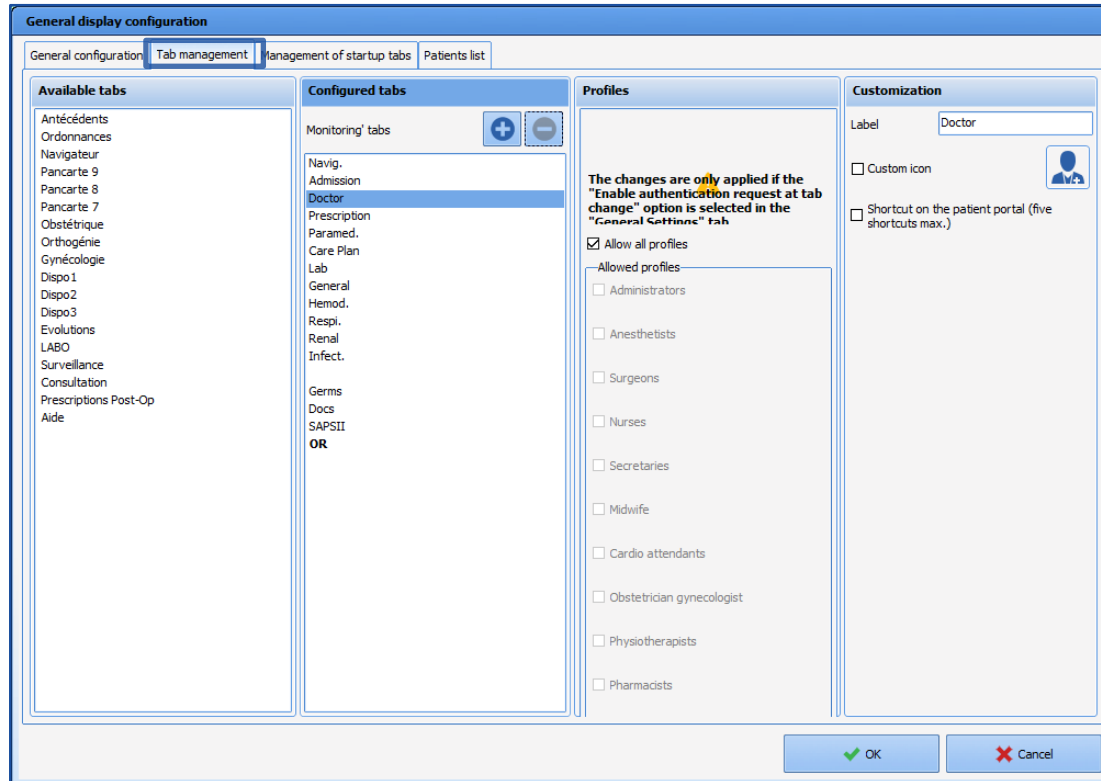 General display configuration
General configuration
Tab management
Management of startup tabs
Patients list
Available tabs
Antécédents
Ordonnances
Navigateur
Pancarte 9
Pancarte 8
Pancarte 7
Obstétrique
Orthogénie
Gynécologie
Dispo1
Dispo2
Dispo3
Evolutions
LABO
Surveillance
Consultation
Prescriptions Post-Op
Aide
Configured tabs
Monitoring' tabs
Navig.
Admission
Doctor
Prescription
Paramed.
Care Plan
Lab
General
Hemod.
Respi.
Renal
Infect.
Germs
Docs
SAPSII
OR
Profiles
The changes are only applied if the
"Enable authentication request at tab
change" option is selected in the
"General Settings" tab
Allow all profiles
Allowed profiles
Administrators
Anesthetists
Surgeons
Nurses
Secretaries
Midwife
Cardio attendants
Obstetrician gynecologist
Physiotherapists
Pharmacists
Customization
Label
Doctor
Custom icon
Shortcut on the patient portal (five
shortcuts max.)
OK
Cancel